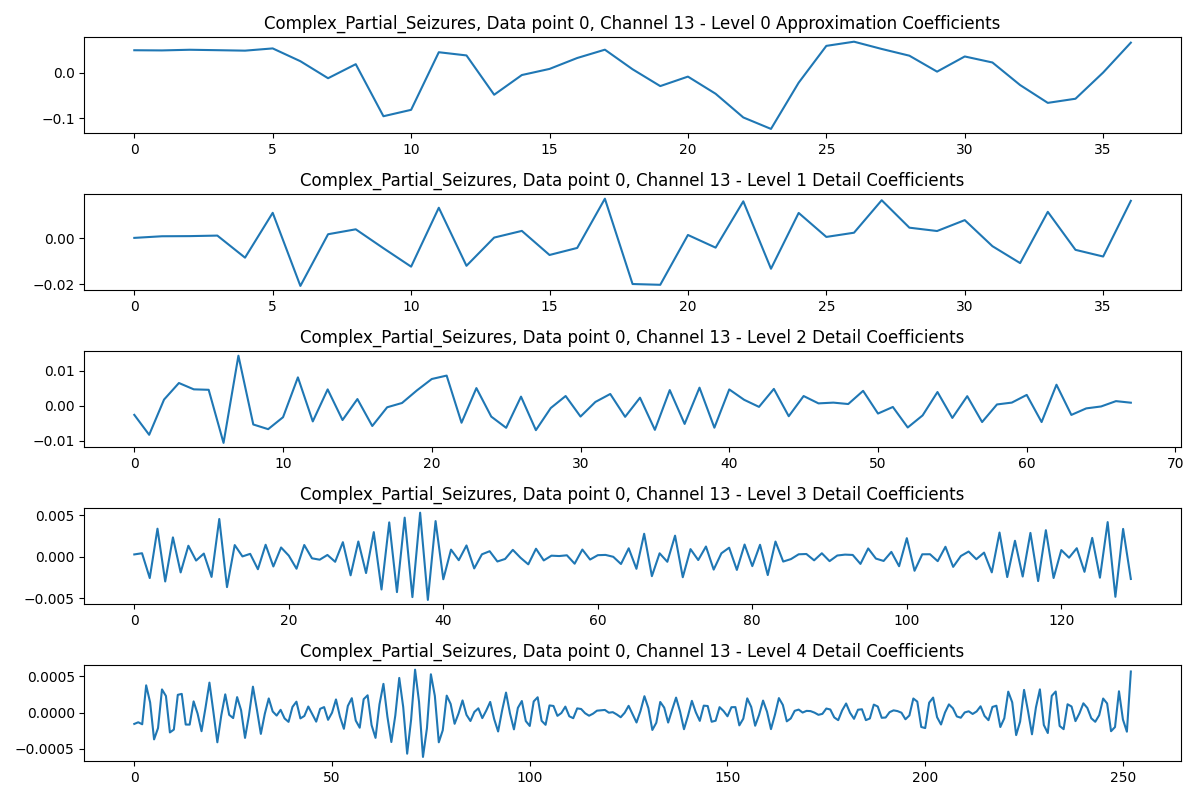 Complex_Partial_Seizures, Data point 0, Channel 13 - Level 0 Approximation Coefficients
0.0
−0.1
0 5 10 15 20 25 30 35
Complex_Partial_Seizures, Data point 0, Channel 13 - Level 1 Detail Coefficients
0.00
−0.02
0 5 10 15 20 25 30 35
Complex_Partial_Seizures, Data point 0, Channel 13 - Level 2 Detail Coefficients
0.01
0.00
−0.01
0 10 20 30 40 50 60 70
Complex_Partial_Seizures, Data point 0, Channel 13 - Level 3 Detail Coefficients
0.005
0.000
−0.005
0 20 40 60 80 100 120
Complex_Partial_Seizures, Data point 0, Channel 13 - Level 4 Detail Coefficients
0.0005
0.0000
−0.0005
0 50 100 150 200 250